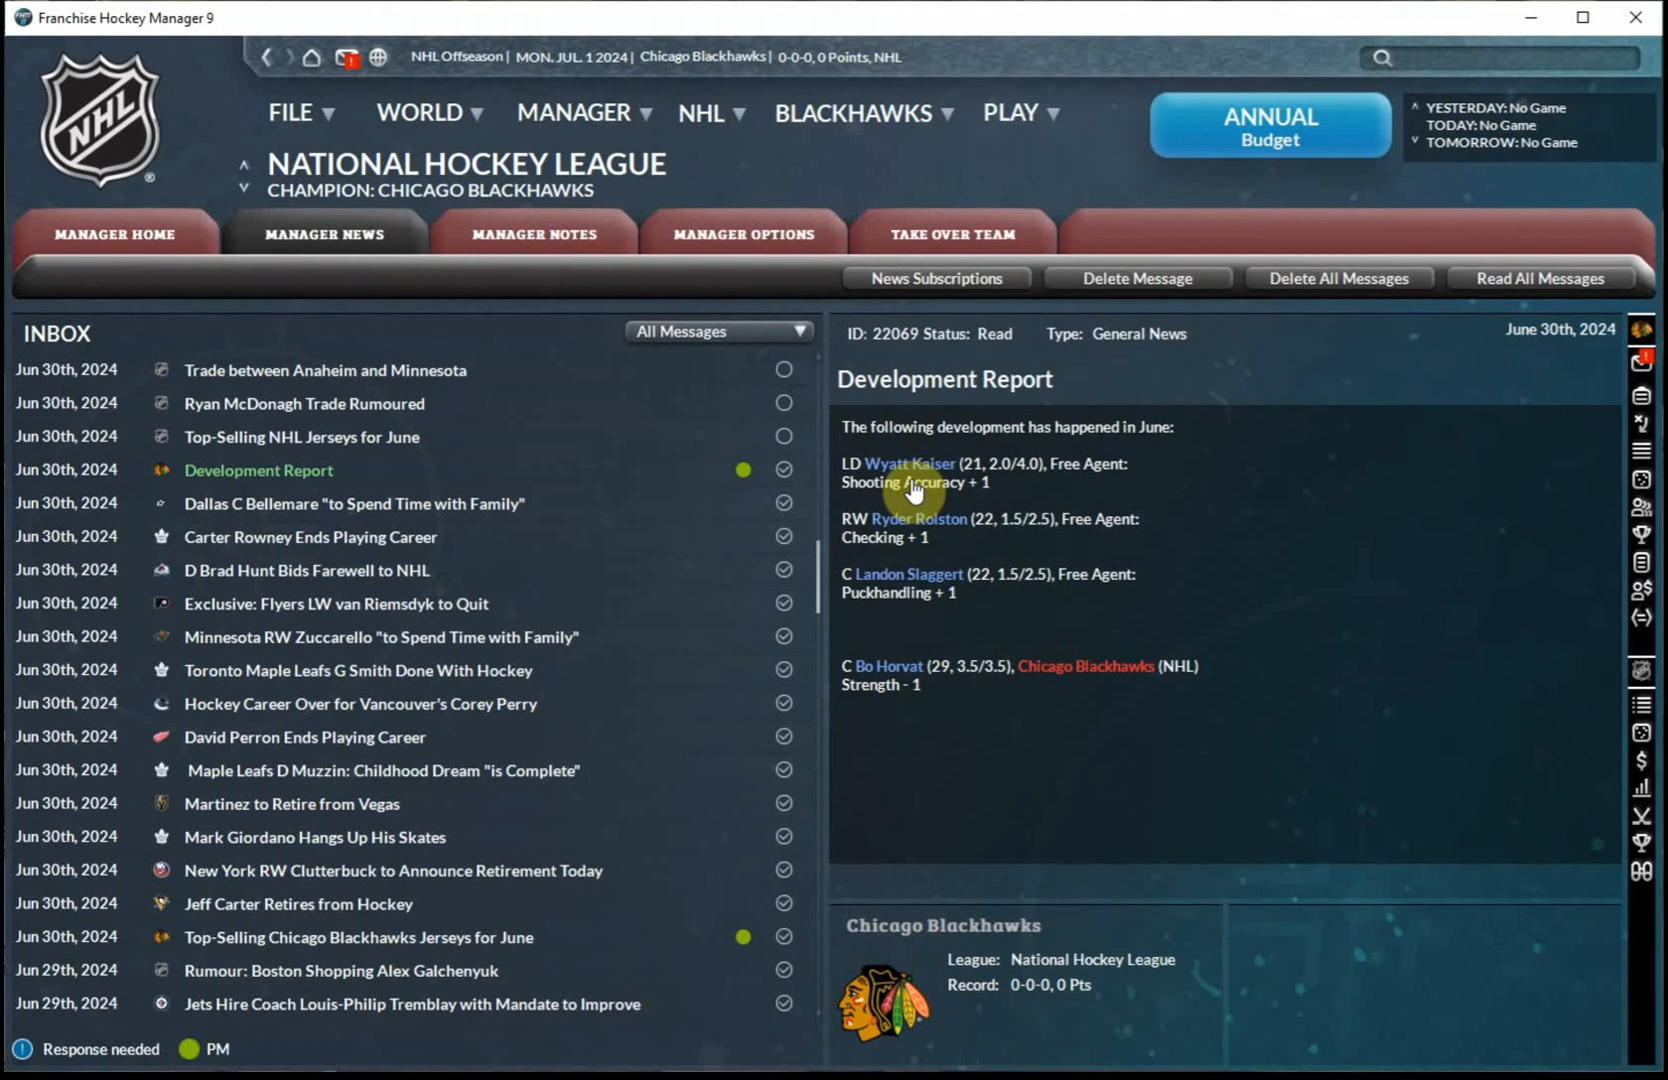 Franchise Hockey Manager 9
NHL Offseason | MON. JUL. 1 2024 | Chicago Blackhawks | 0-0-0, 0 Points, NHL
FILE WORLD MANAGER NHL BLACKHAWKS PLAY
ANNUAL
Budget
YESTERDAY: No Game
TODAY: No Game
TOMORROW: No Game
NHL
NATIONAL HOCKEY LEAGUE
CHAMPION: CHICAGO BLACKHAWKS
MANAGER HOME MANAGER NEWS MANAGER NOTES MANAGER OPTIONS TAKE OVER TEAM
News Subscriptions Delete Message Delete All Messages Read All Messages
INBOX All Messages
Jun 30th, 2024 Trade between Anaheim and Minnesota
Jun 30th, 2024 Ryan McDonagh Trade Rumoured
Jun 30th, 2024 Top-Selling NHL Jerseys for June
Jun 30th, 2024 Development Report
Jun 30th, 2024 Dallas C Bellemare "to Spend Time with Family"
Jun 30th, 2024 Carter Rowney Ends Playing Career
Jun 30th, 2024 D Brad Hunt Bids Farewell to NHL
Jun 30th, 2024 Exclusive: Flyers LW van Riemsdyk to Quit
Jun 30th, 2024 Minnesota RW Zuccarello "to Spend Time with Family"
Jun 30th, 2024 Toronto Maple Leafs G Smith Done With Hockey
Jun 30th, 2024 Hockey Career Over for Vancouver's Corey Perry
Jun 30th, 2024 David Perron Ends Playing Career
Jun 30th, 2024 Maple Leafs D Muzzin: Childhood Dream "is Complete"
Jun 30th, 2024 Martinez to Retire from Vegas
Jun 30th, 2024 Mark Giordano Hangs Up His Skates
Jun 30th, 2024 New York RW Clutterbuck to Announce Retirement Today
Jun 30th, 2024 Jeff Carter Retires from Hockey
Jun 30th, 2024 Top-Selling Chicago Blackhawks Jerseys for June
Jun 29th, 2024 Rumour: Boston Shopping Alex Galchenyuk
Jun 29th, 2024 Jets Hire Coach Louis-Philip Tremblay with Mandate to Improve
Response needed PM
ID: 22069 Status: Read Type: General News June 30th, 2024
Development Report
The following development has happened in June:
LD Wyatt Kaiser (21, 2.0/4.0), Free Agent:
Shooting Accuracy + 1
RW Ryder Rolston (22, 1.5/2.5), Free Agent:
Checking + 1
C Landon Slaggert (22, 1.5/2.5), Free Agent:
Puckhandling + 1
C Bo Horvat (29, 3.5/3.5), Chicago Blackhawks (NHL)
Strength - 1
Chicago Blackhawks
League: National Hockey League
Record: 0-0-0, 0 Pts